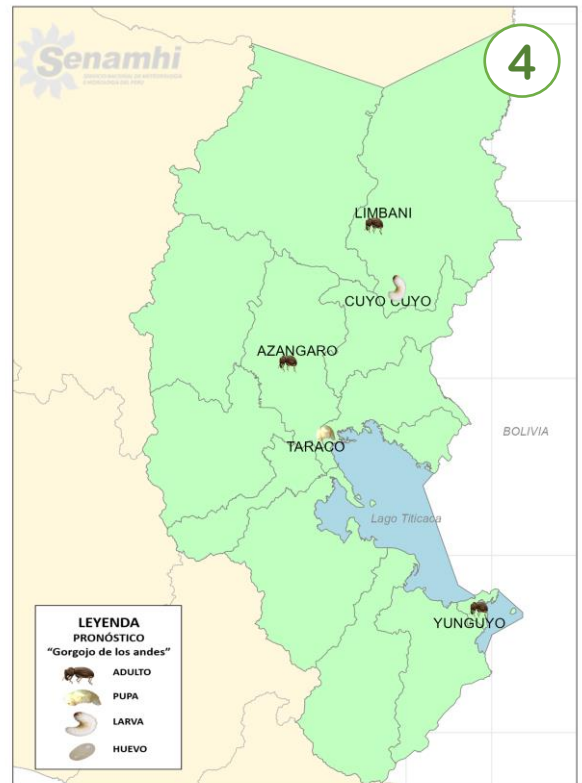 Senamhi
4
LIMBANI
CUYO CUYO
AZANGARO
TARACO
BOLIVIA
Lago Titicaca
YUNGUYO
LEYENDA
PRONÓSTICO
“Gorgojo de los andes”
ADULTO
PUPA
LARVA
HUEVO